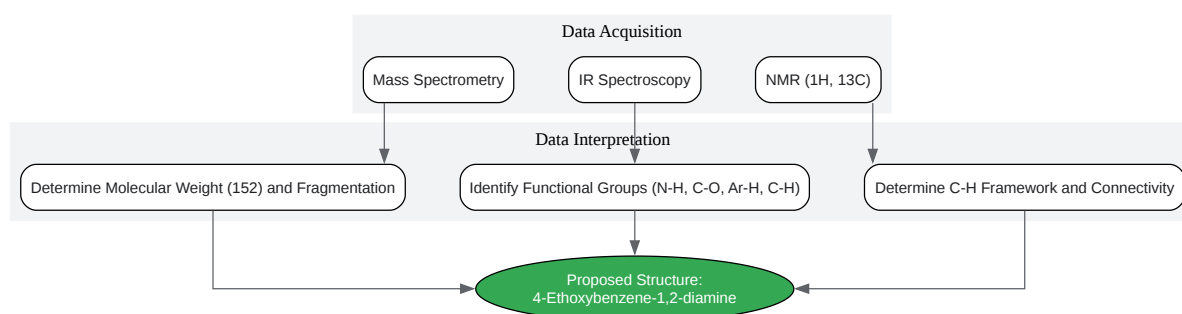 Data Acquisition
Mass Spectrometry
IR Spectroscopy
NMR (1H, 13C)
Data Interpretation
Determine Molecular Weight (152) and Fragmentation
Identify Functional Groups (N-H, C-O, Ar-H, C-H)
Determine C-H Framework and Connectivity
Proposed Structure:
4-Ethoxybenzene-1,2-diamine